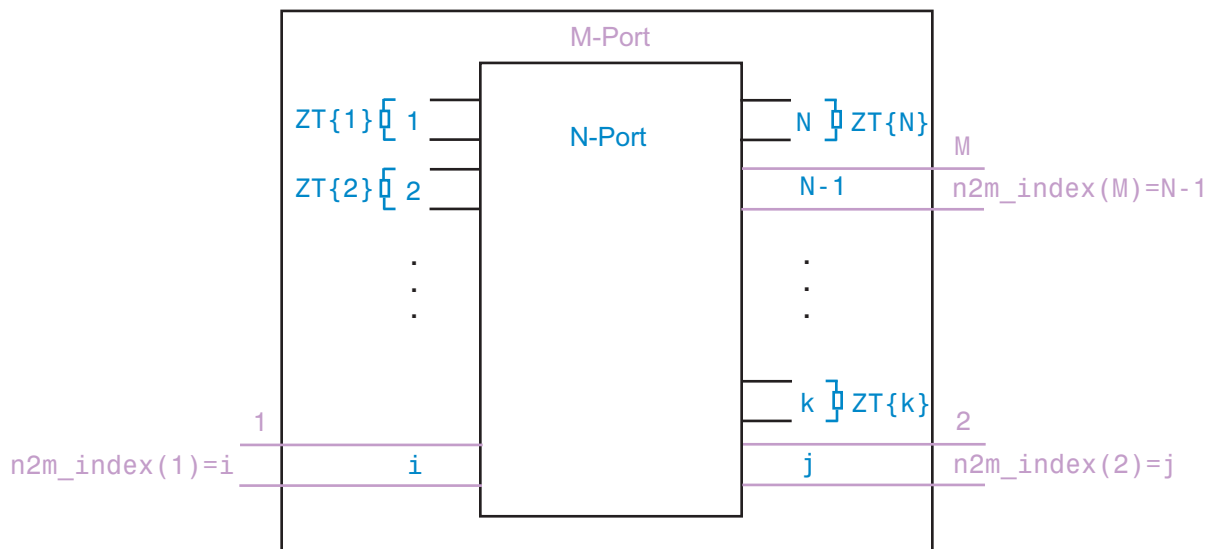 M-Port
ZT{1} 1
N ZT{N}
N-Port
M
ZT{2} 2
N-1
n2m_index(M)=N-1
.
.
.
.
.
.
k ZT{k}
1
2
n2m_index(1)=i
i
j
n2m_index(2)=j